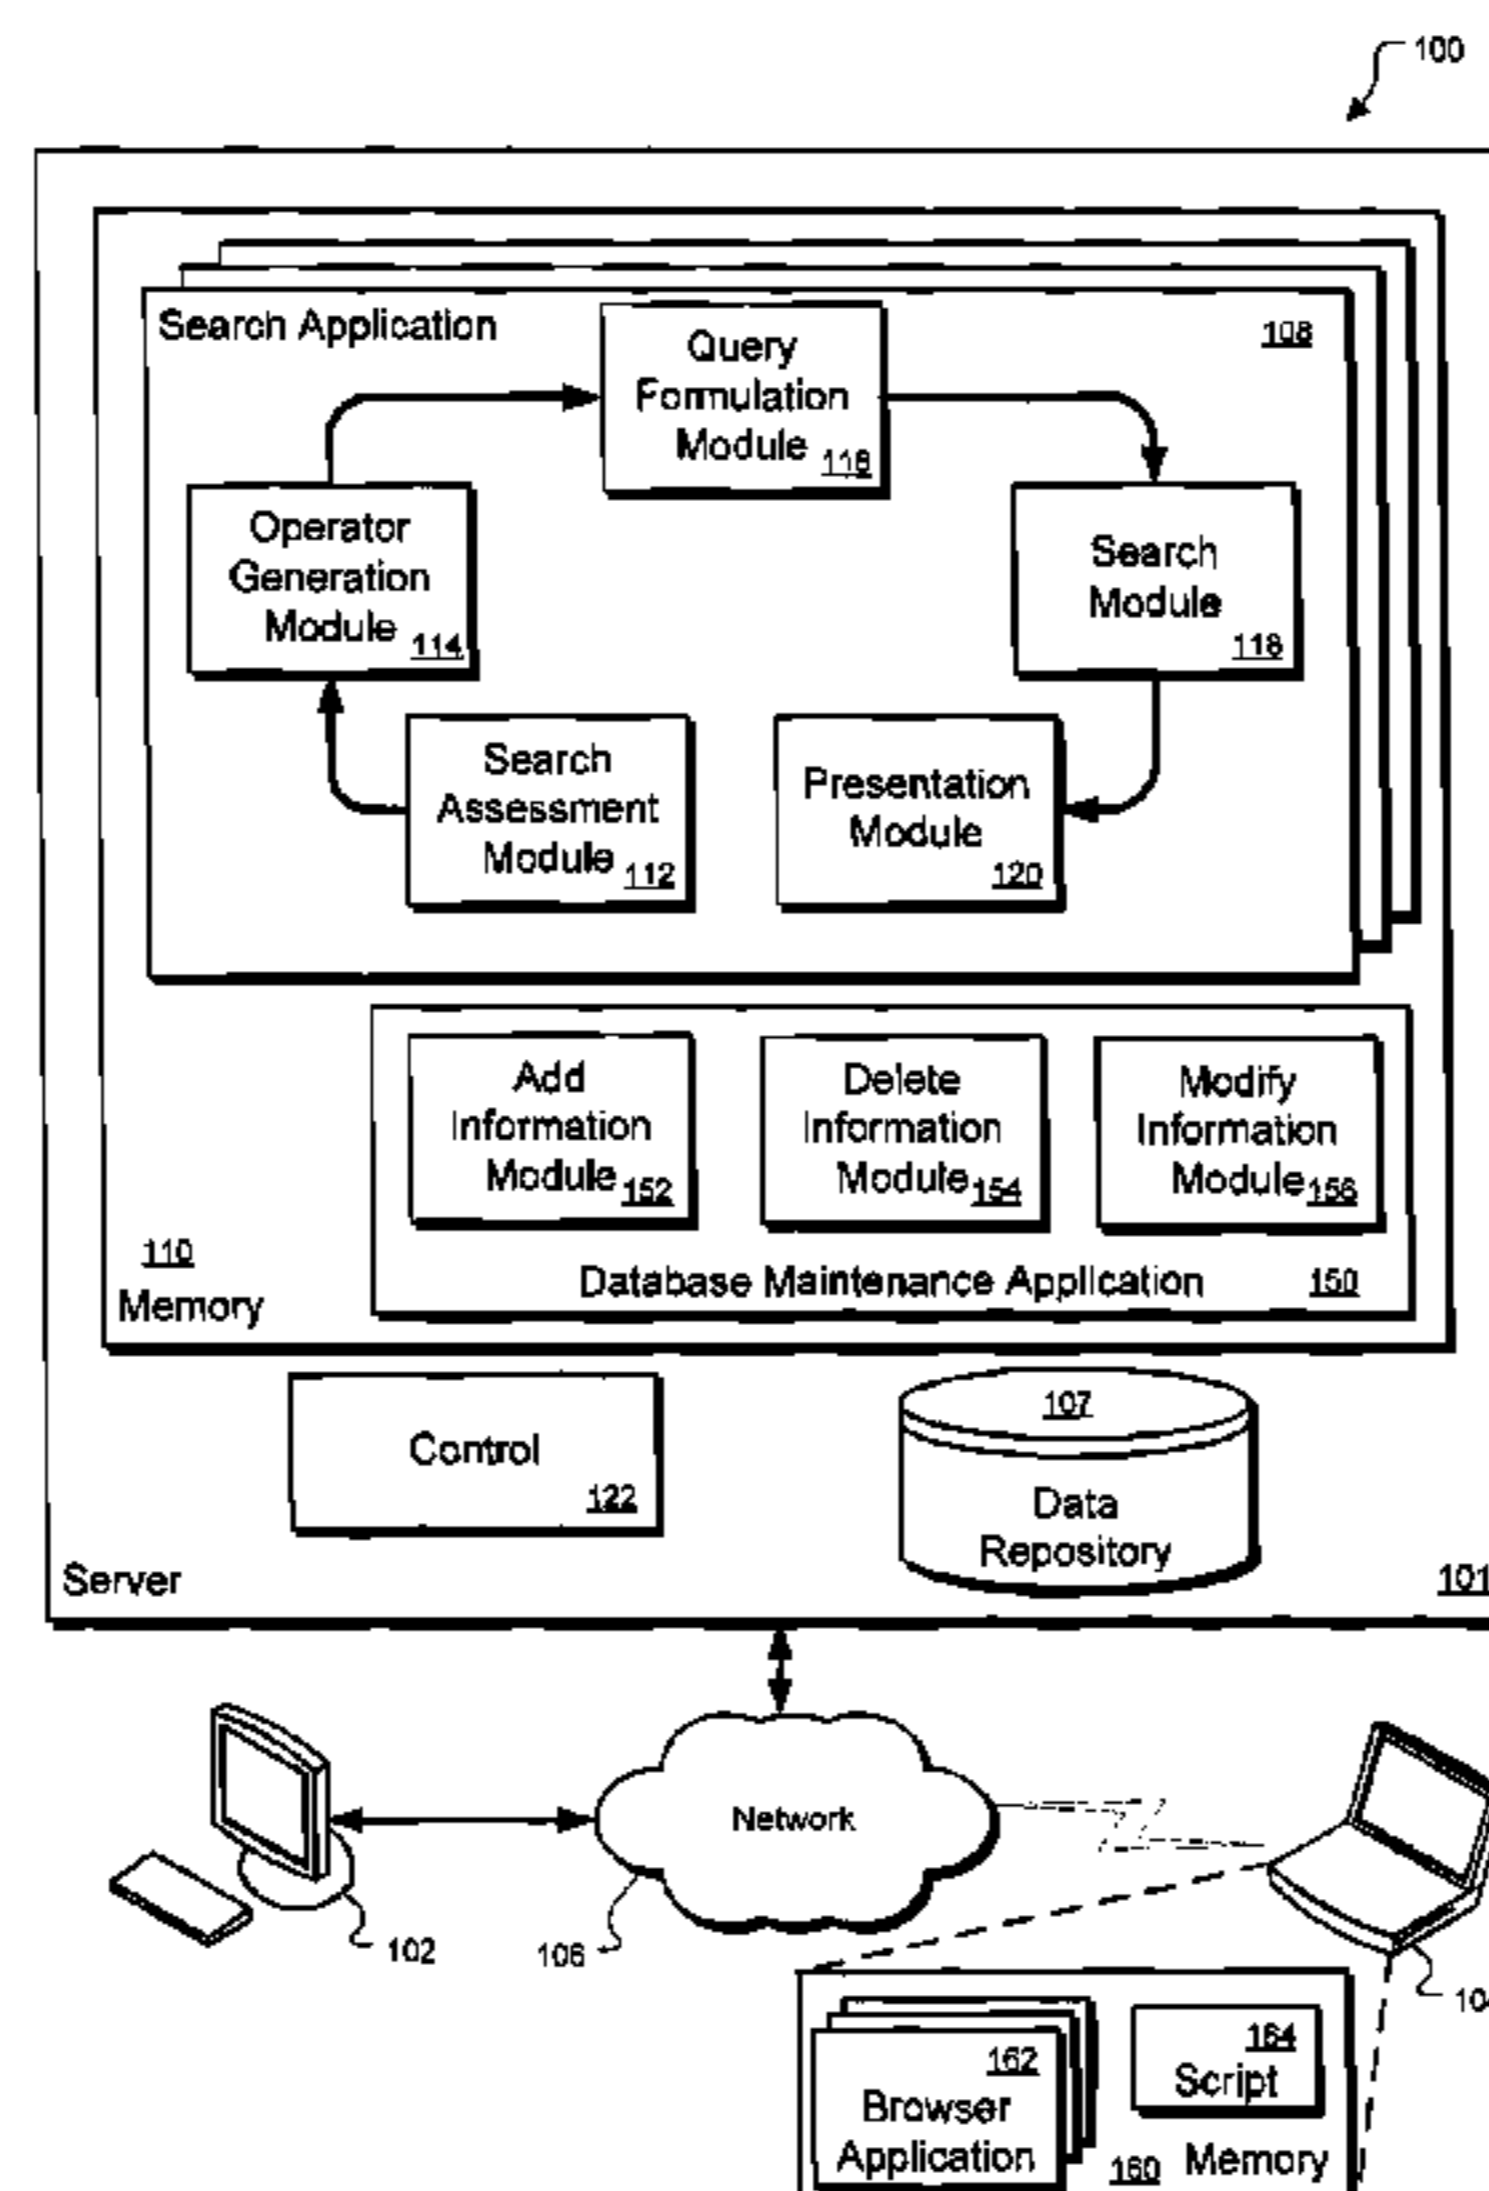 100
Search Application
108
Query
Formulation
Module
116
Operator
Generation
Module
114
Search
Module
118
Search
Assessment
Module
112
Presentation
Module
120
Add
Information
Module
152
Delete
Information
Module
154
Modify
Information
Module
156
110
Memory
Database Maintenance Application
150
Control
122
107
Data
Repository
Server
101
Network
102
106
162
Browser
Application
164
Script
160
Memory